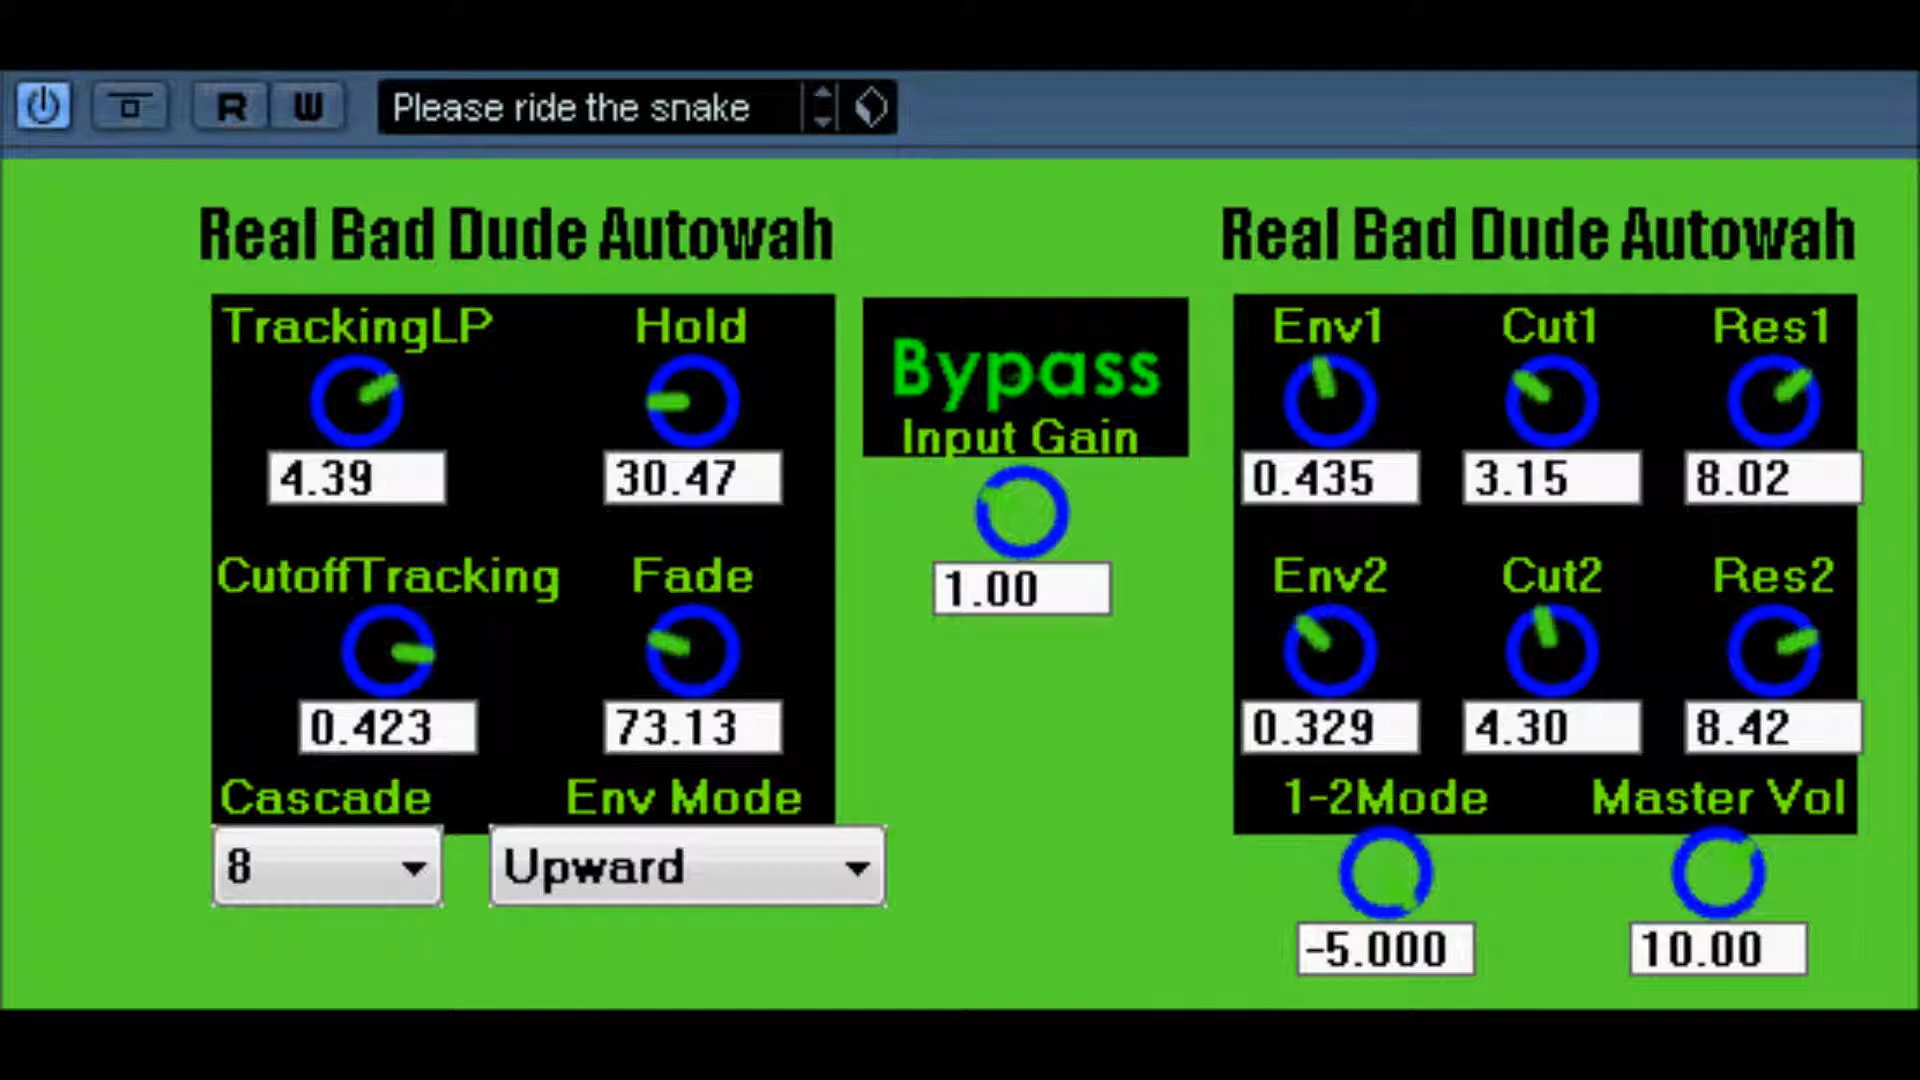 R W Please ride the snake
Real Bad Dude Autowah
TrackingLP Hold
4.39 30.47
CutoffTracking Fade
0.423 73.13
Cascade Env Mode
8 Upward
Bypass
Input Gain
1.00
Real Bad Dude Autowah
Env1 Cut1 Res1
0.435 3.15 8.02
Env2 Cut2 Res2
0.329 4.30 8.42
1-2Mode Master Vol
-5.000 10.00